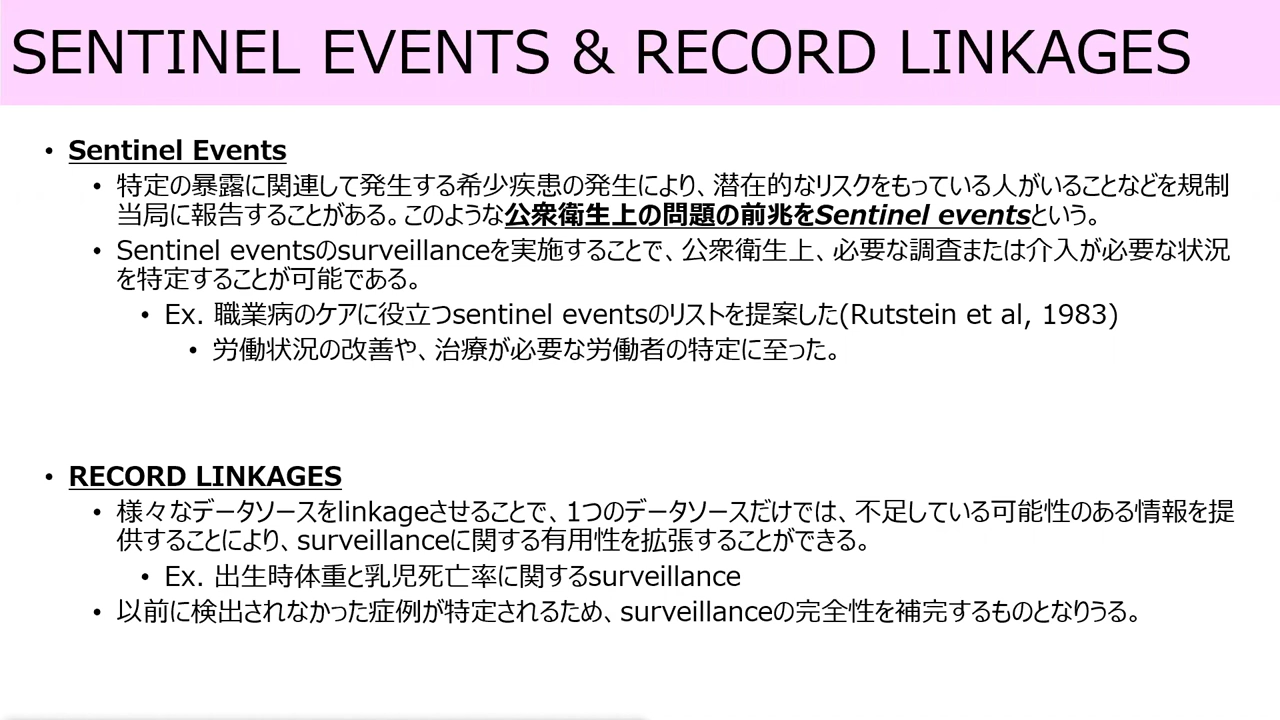 SENTINEL EVENTS & RECORD LINKAGES
• Sentinel Events
• 特定の暴露に関連して発生する希少疾患の発生により、潜在的なリスクをもっている人がいることなどを規制
当局に報告することがある。このような公衆衛生上の問題の前兆をSentinel eventsという。
• Sentinel eventsのsurveillanceを実施することで、公衆衛生上、必要な調査または介入が必要な状況
を特定することが可能である。
• Ex. 職業病のケアに役立つsentinel eventsのリストを提案した(Rutstein et al, 1983)
• 労働状況の改善や、治療が必要な労働者の特定に至った。
• RECORD LINKAGES
• 様々なデータソースをlinkageさせることで、1つのデータソースだけでは、不足している可能性のある情報を提
供することにより、surveillanceに関する有用性を拡張することができる。
• Ex. 出生時体重と乳児死亡率に関するsurveillance
• 以前に検出されなかった症例が特定されるため、surveillanceの完全性を補完するものとなりうる。